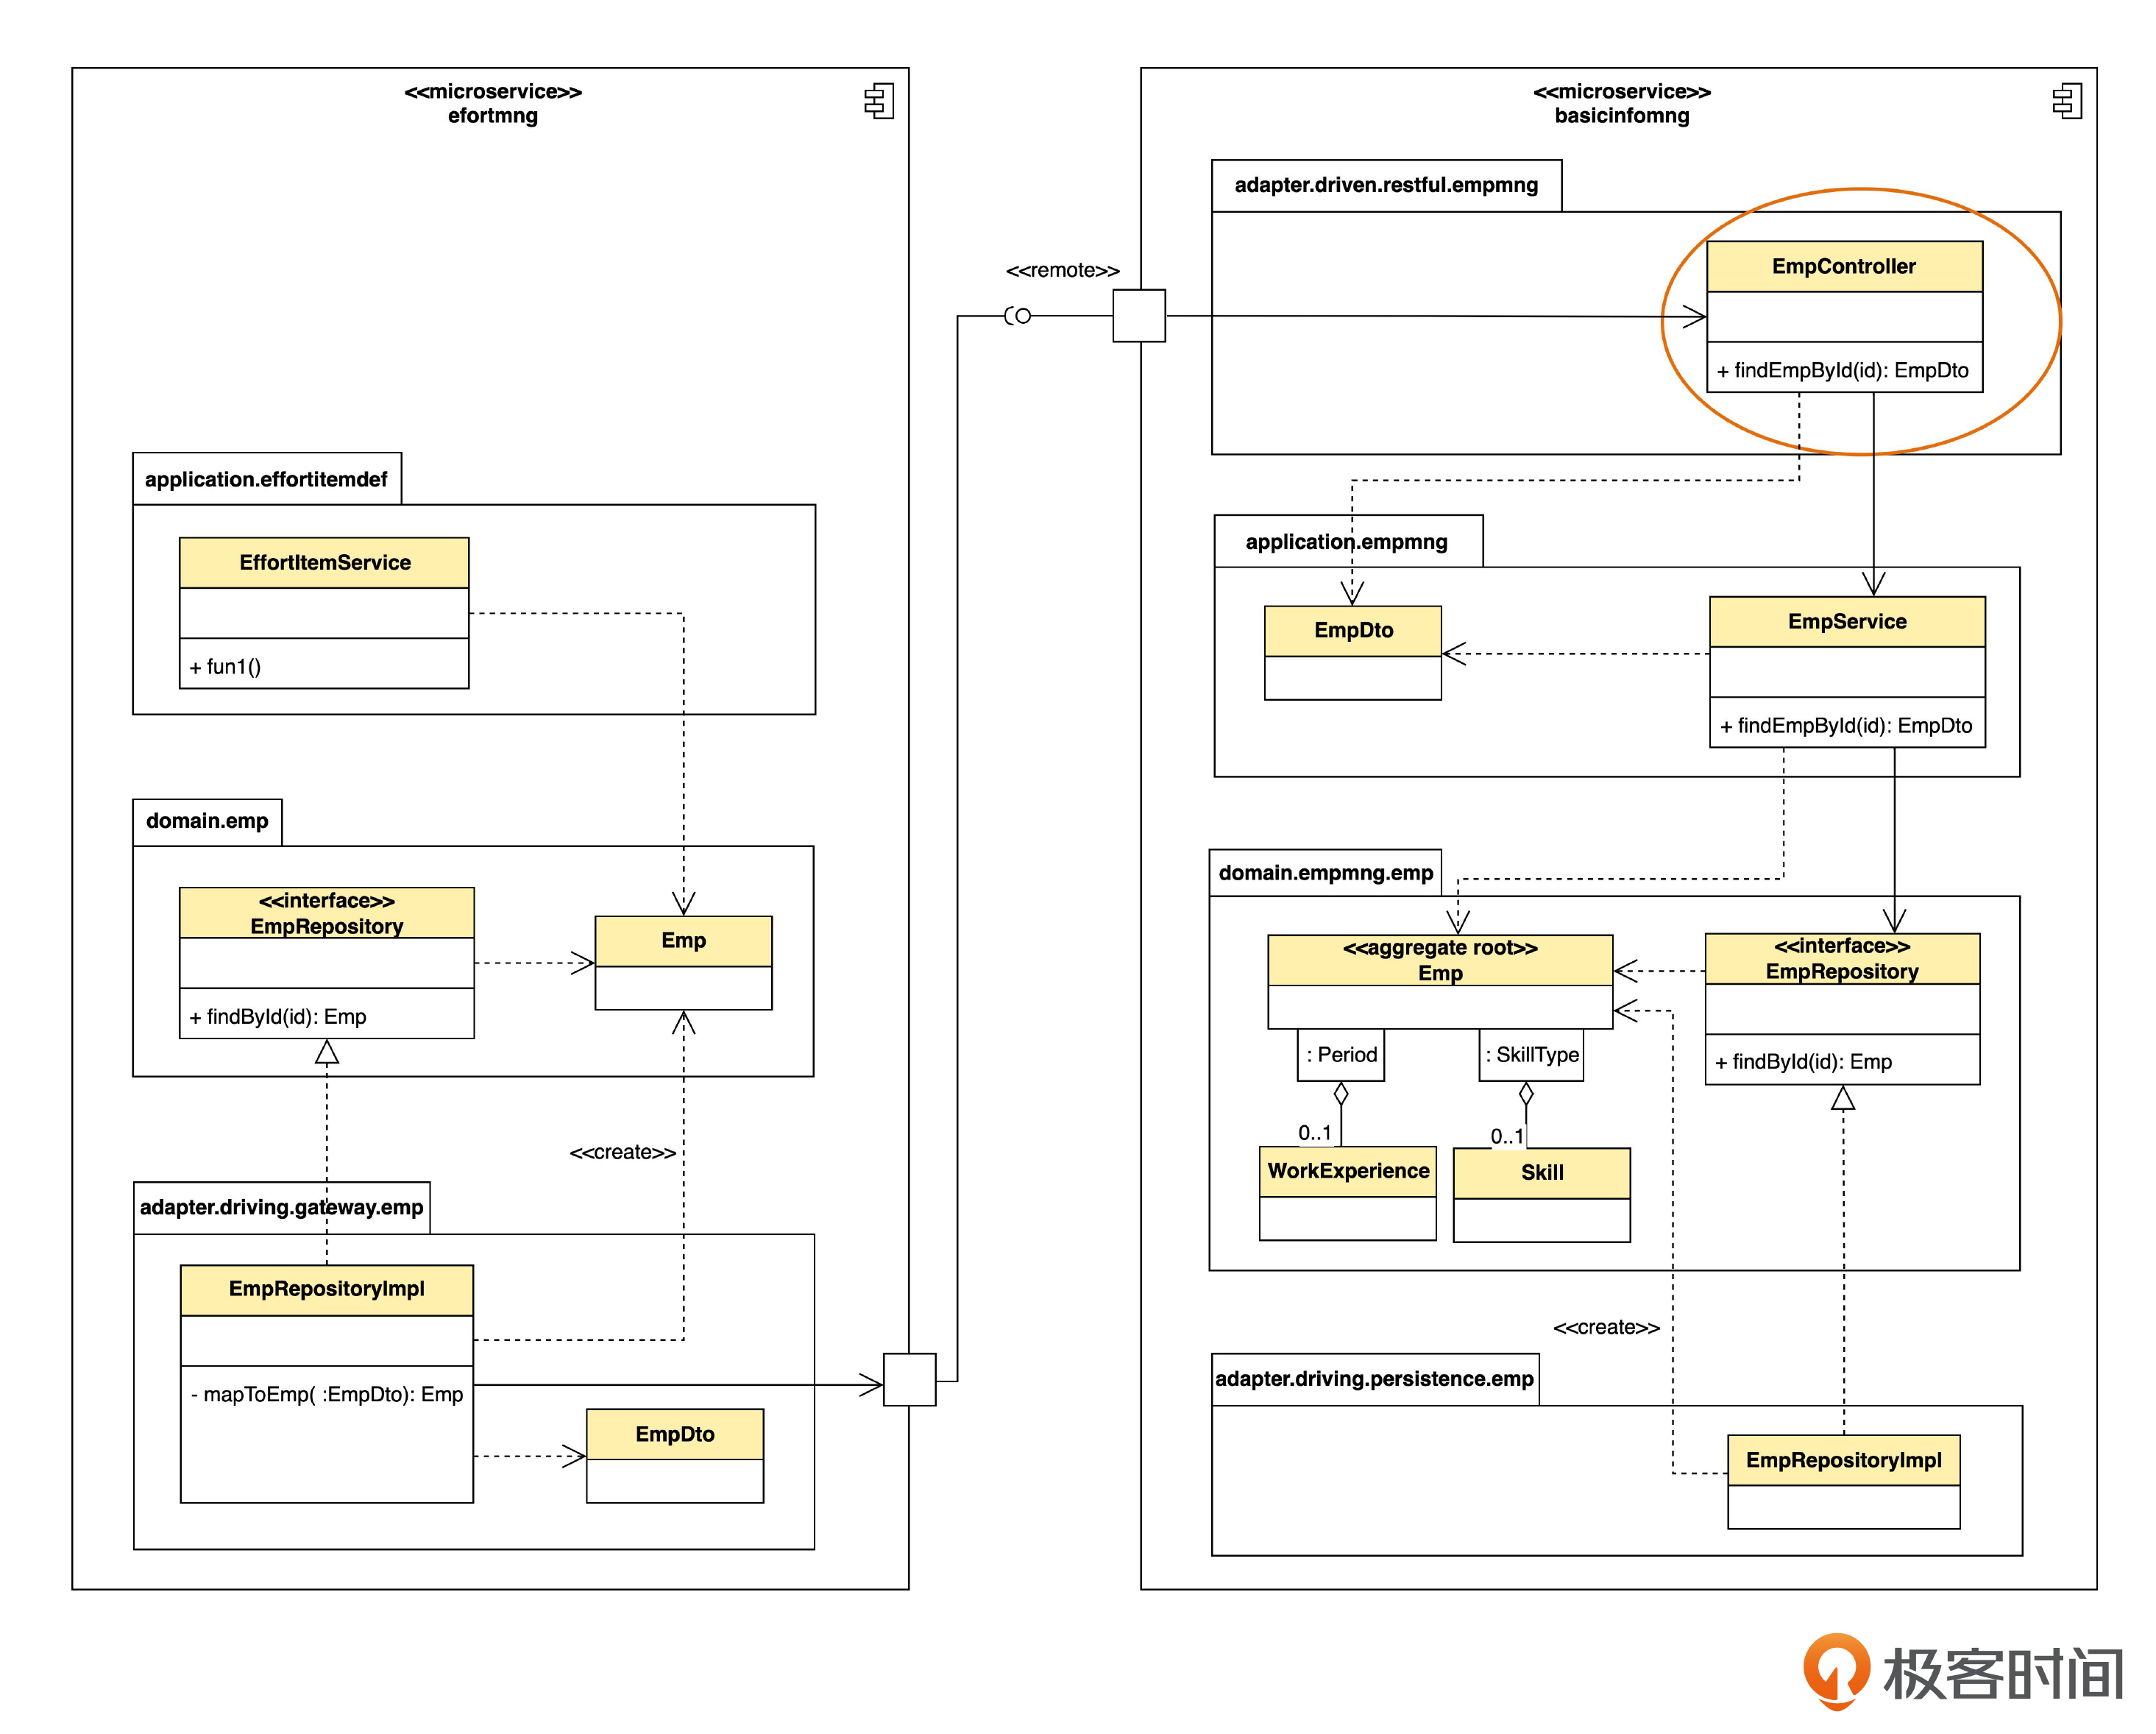 <<microservice>>
efortmng
application.effortitemdef
EffortItemService
+ fun1()
domain.emp
<<interface>>
EmpRepository
+ findById(id): Emp
Emp
<<create>>
adapter.driving.gateway.emp
EmpRepositoryImpl
- mapToEmp( :EmpDto): Emp
EmpDto
<<remote>>
<<microservice>>
basicinfomng
adapter.driven.restful.empmng
EmpController
+ findEmpById(id): EmpDto
application.empmng
EmpDto
EmpService
+ findEmpById(id): EmpDto
domain.empmng.emp
<<aggregate root>>
Emp
: Period
: SkillType
0..1
0..1
WorkExperience
Skill
<<interface>>
EmpRepository
+ findById(id): Emp
<<create>>
adapter.driving.persistence.emp
EmpRepositoryImpl
极客时间